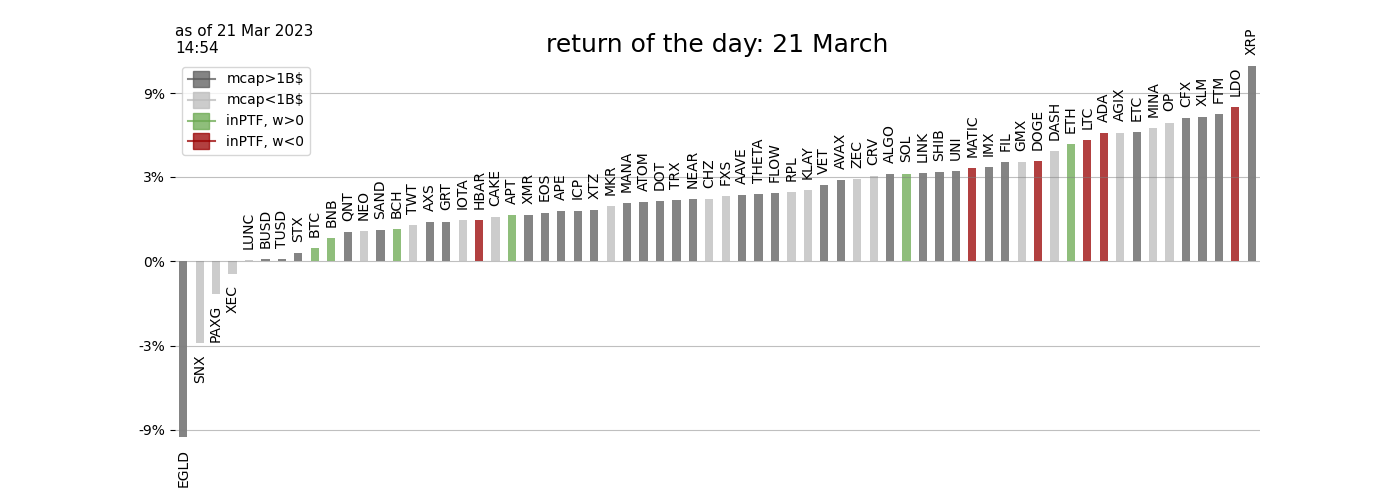 as of 21 Mar 2023
14:54
return of the day: 21 March
mcap>1B$
mcap<1B$
inPTF, w>0
inPTF, w<0
9%
3%
0%
-3%
-9%
EGLD
SNX
PAXG
XEC
LUNC
BUSD
TUSD
STX
BTC
BNB
QNT
NEO
SAND
BCH
TWT
AXS
GRT
IOTA
HBAR
CAKE
APT
XMR
EOS
APE
ICP
XTZ
MKR
MANA
ATOM
DOT
TRX
NEAR
CHZ
FXS
AAVE
THETA
FLOW
RPL
KLAY
VET
AVAX
ZEC
CRV
ALGO
SOL
LINK
SHIB
UNI
MATIC
IMX
FIL
GMX
DOGE
DASH
ETH
LTC
ADA
AGIX
ETC
MINA
OP
CFX
XLM
FTM
LDO
XRP